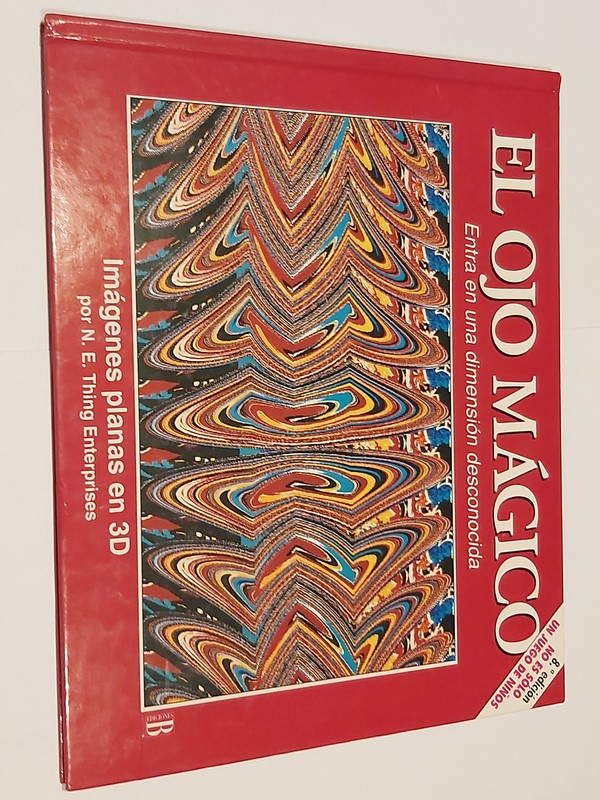 EL OJO MÁGICO
Entra en una dimensión desconocida
8.ª edición
NO ES SOLO
UN JUEGO DE NIÑOS
Imágenes planas en 3D
por N. E. Thing Enterprises
B
EDICIONES